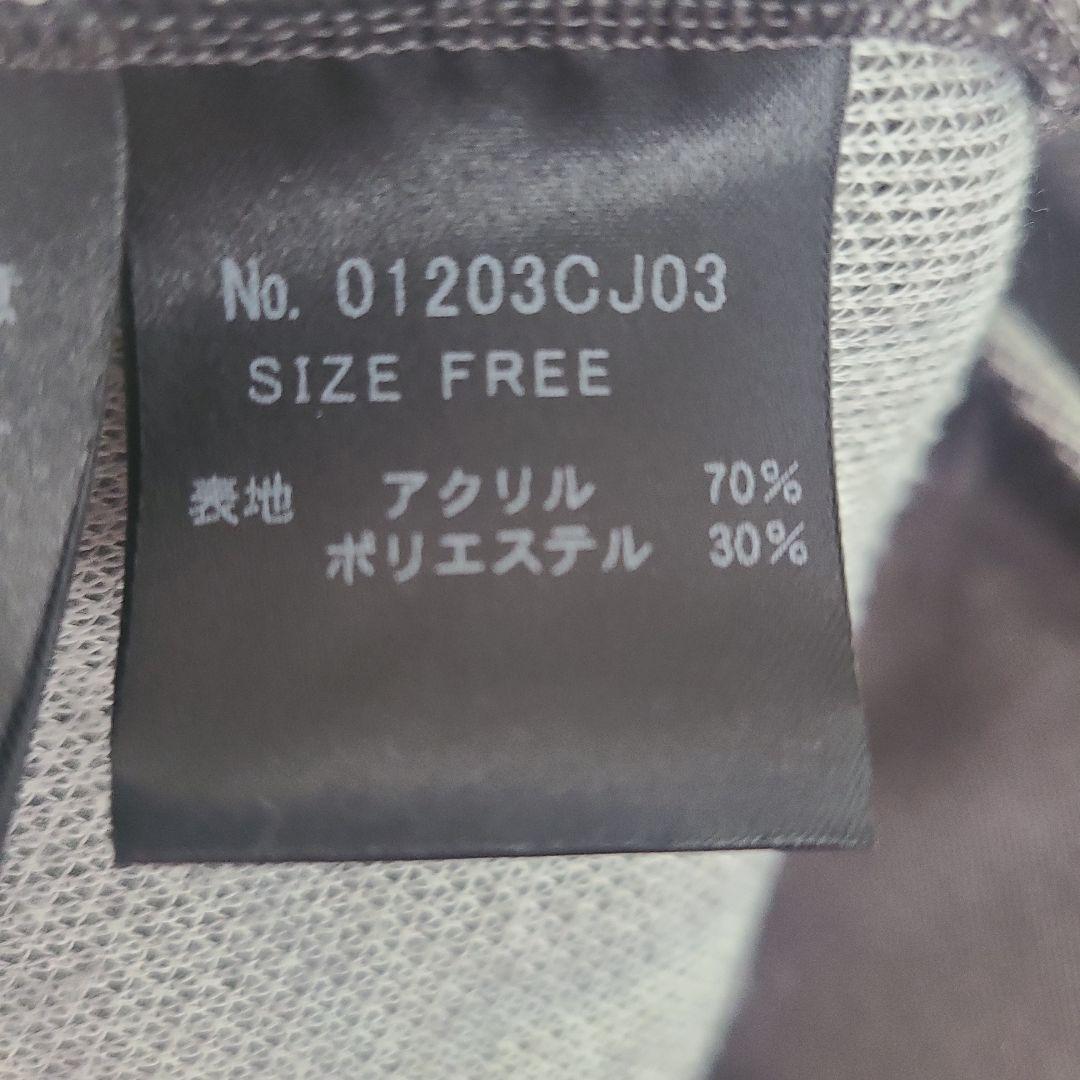 No. 01203CJ03
SIZE FREE
表地 アクリル 70%
ポリエステル 30%